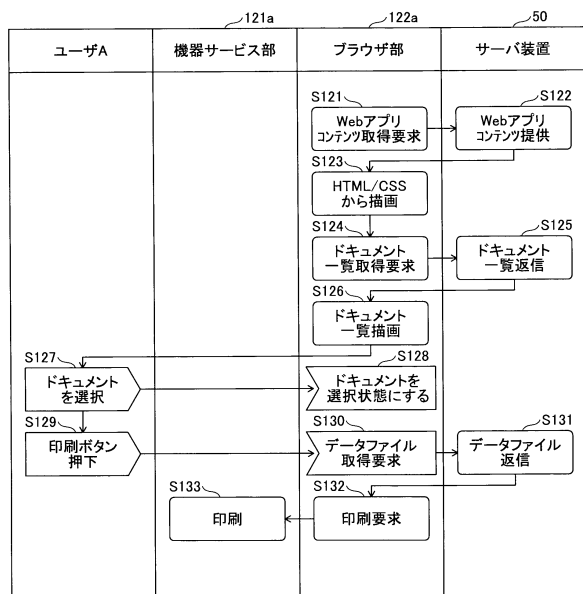 121a
122a
50
ユーザA
機器サービス部
ブラウザ部
サーバ装置
S121
Webアプリ
コンテンツ取得要求
S122
Webアプリ
コンテンツ提供
S123
HTML/CSS
から描画
S124
ドキュメント
一覧取得要求
S125
ドキュメント
一覧返信
S126
ドキュメント
一覧描画
S127
ドキュメント
を選択
S128
ドキュメントを
選択状態にする
S129
印刷ボタン
押下
S130
データファイル
取得要求
S131
データファイル
返信
S132
印刷要求
S133
印刷